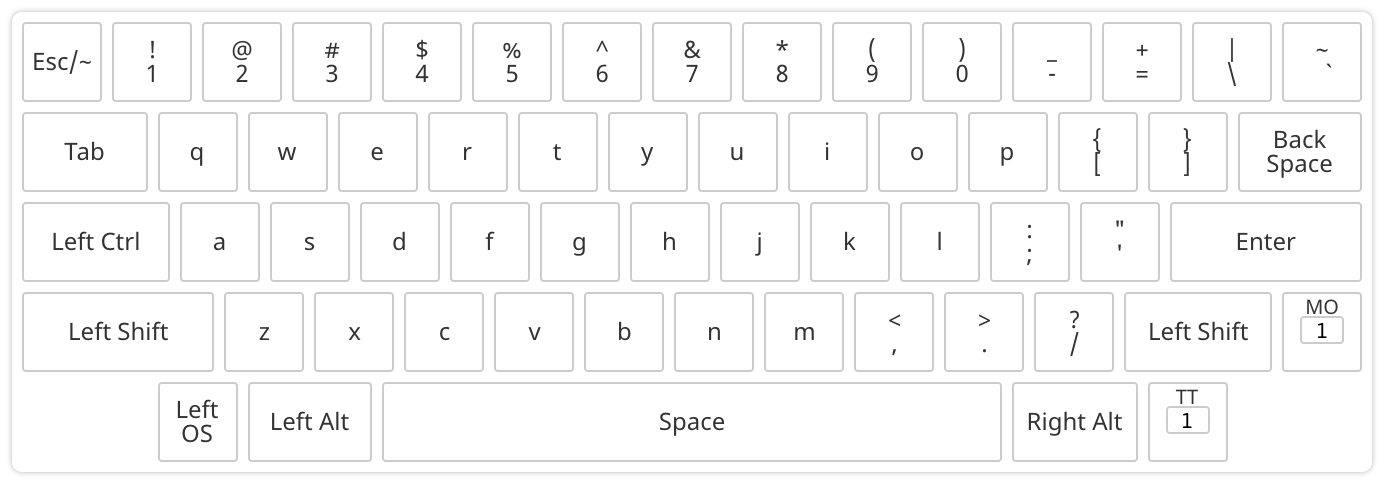 Esc/~ ! @ # $ % ^ & * ( ) _ + | ~
1 2 3 4 5 6 7 8 9 0 - = \ `
Tab q w e r t y u i o p { } Back
[ ] Space
Left Ctrl a s d f g h j k l : " Enter
; '
Left Shift z x c v b n m < > ? Left Shift MO
, . / 1
Left Left Alt Space Right Alt TT
OS 1